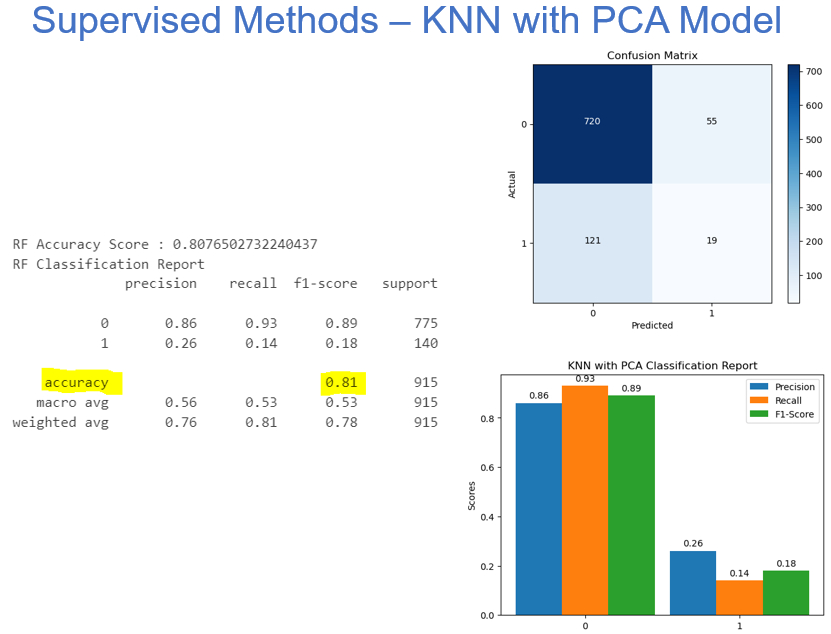 Supervised Methods – KNN with PCA Model
RF Accuracy Score : 0.8076502732240437
RF Classification Report
precision recall f1-score support
0 0.86 0.93 0.89 775
1 0.26 0.14 0.18 140
accuracy 0.81 915
macro avg 0.56 0.53 0.53 915
weighted avg 0.76 0.81 0.78 915
Confusion Matrix
Actual
0
1
720 55
121 19
0 1
Predicted
700
600
500
400
300
200
100
KNN with PCA Classification Report
Scores
0.8
0.6
0.4
0.2
0.0
0.86
0.93
0.89
0.26
0.14
0.18
Precision
Recall
F1-Score
0 1